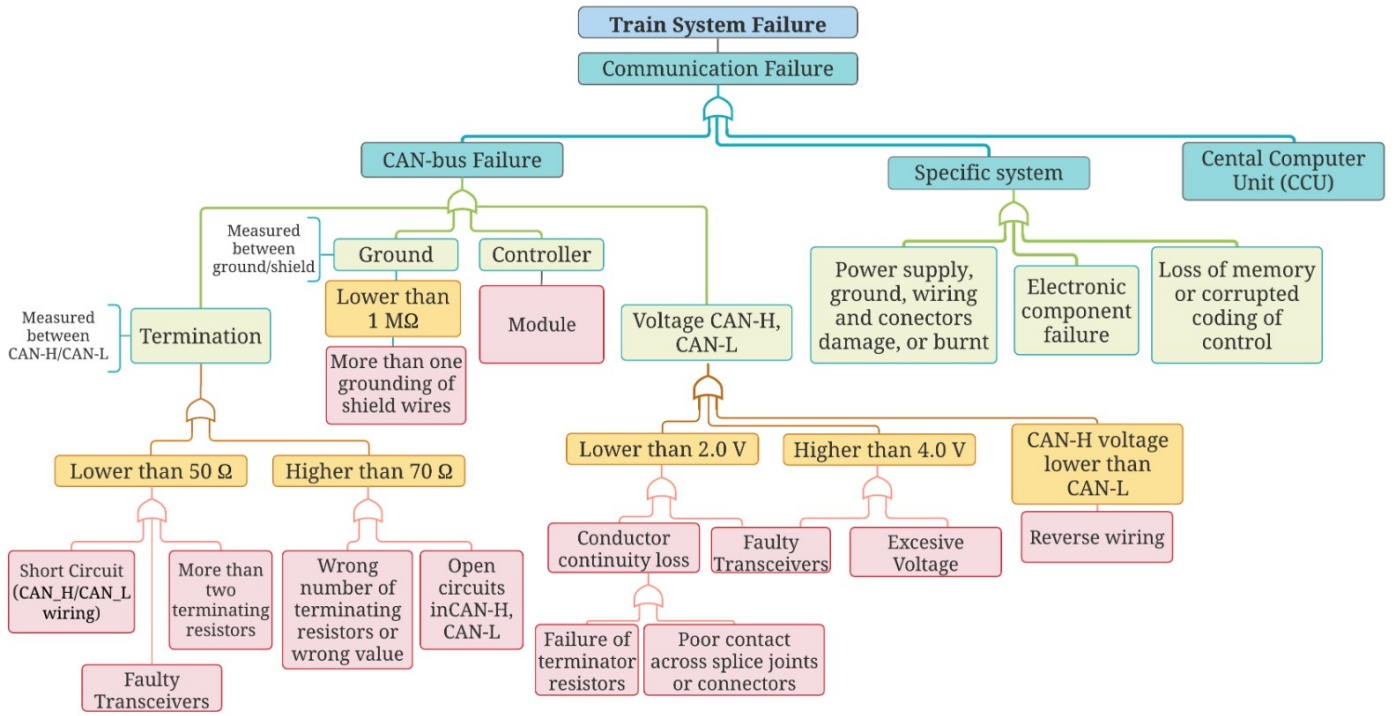 Train System Failure
Communication Failure
CAN-bus Failure
Specific system
Cental Computer
Unit (CCU)
Measured
between
ground/shield
Ground
Controller
Lower than
1 MΩ
Module
More than one
grounding of
shield wires
Voltage CAN-H,
CAN-L
Power supply,
ground, wiring
and conectors
damage, or burnt
Electronic
component
failure
Loss of memory
or corrupted
coding of
control
Measured
between
CAN-H/CAN-L
Termination
Lower than 50 Ω
Higher than 70 Ω
Lower than 2.0 V
Higher than 4.0 V
CAN-H voltage
lower than
CAN-L
Short Circuit
(CAN_H/CAN_L
wiring)
Faulty
Transceivers
More than
two
terminating
resistors
Wrong
number of
terminating
resistors or
wrong value
Open
circuits
inCAN-H,
CAN-L
Conductor
continuity loss
Faulty
Transceivers
Excesive
Voltage
Reverse wiring
Failure of
terminator
resistors
Poor contact
across splice joints
or connectors